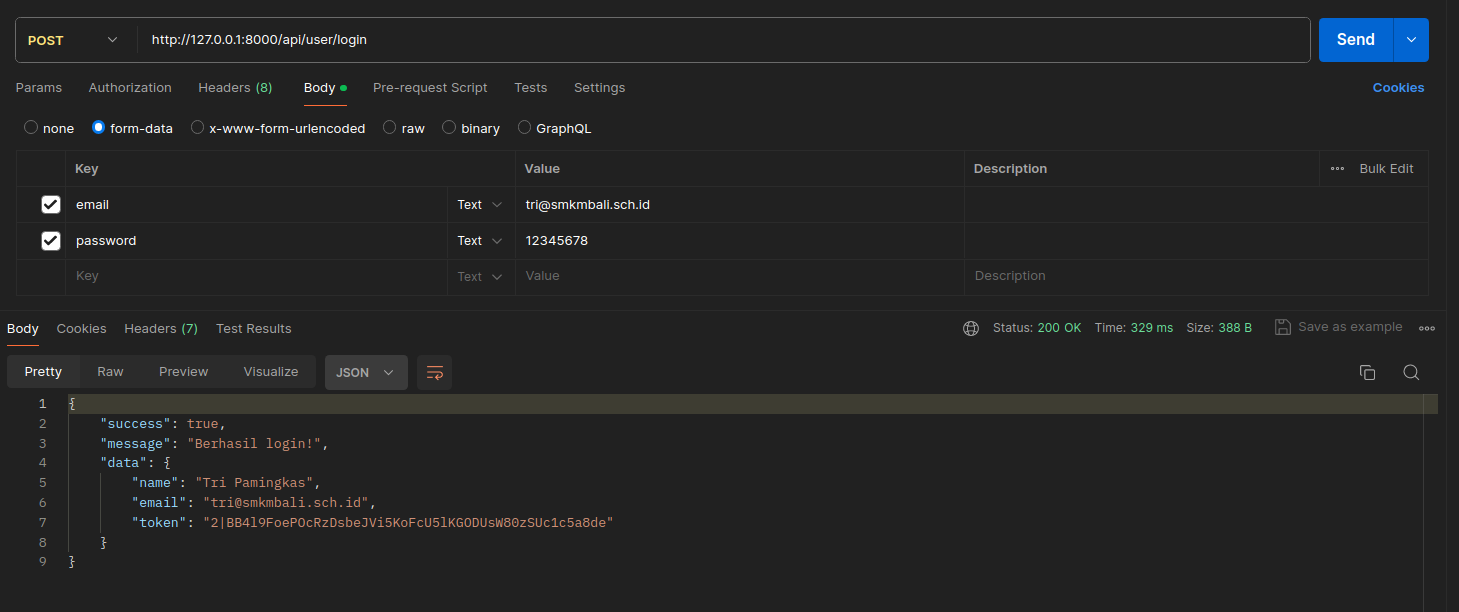 POST http://127.0.0.1:8000/api/user/login Send
Params Authorization Headers (8) Body Pre-request Script Tests Settings Cookies
none form-data x-www-form-urlencoded raw binary GraphQL
Key Value Description Bulk Edit
email Text tri@smkmbali.sch.id
password Text 12345678
Key Text Value Description
Body Cookies Headers (7) Test Results Status: 200 OK Time: 329 ms Size: 388 B Save as example
Pretty Raw Preview Visualize JSON
1 {
2 "success": true,
3 "message": "Berhasil login!",
4 "data": {
5 "name": "Tri Pamingkas",
6 "email": "tri@smkmbali.sch.id",
7 "token": "2|BB4l9FoePOcRzDsbeJVi5KoFcU5lKGODUsW80zSUc1c5a8de"
8 }
9 }